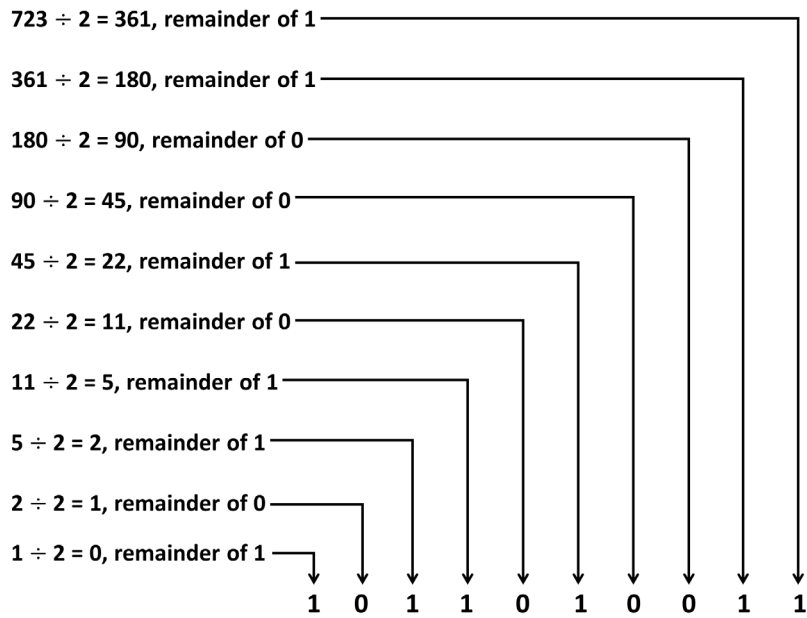 723 ÷ 2 = 361, remainder of 1
361 ÷ 2 = 180, remainder of 1
180 ÷ 2 = 90, remainder of 0
90 ÷ 2 = 45, remainder of 0
45 ÷ 2 = 22, remainder of 1
22 ÷ 2 = 11, remainder of 0
11 ÷ 2 = 5, remainder of 1
5 ÷ 2 = 2, remainder of 1
2 ÷ 2 = 1, remainder of 0
1 ÷ 2 = 0, remainder of 1
1 0 1 1 0 1 0 0 1 1